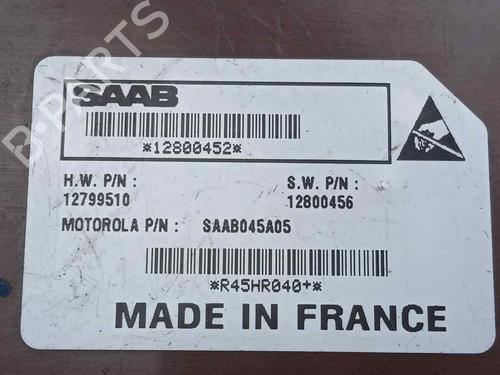 SAAB
*12800452*
H.W. P/N :
12799510
S.W. P/N :
12800456
MOTOROLA P/N : SAAB045A05
*R45HR040+*
MADE IN FRANCE
B-PARTS